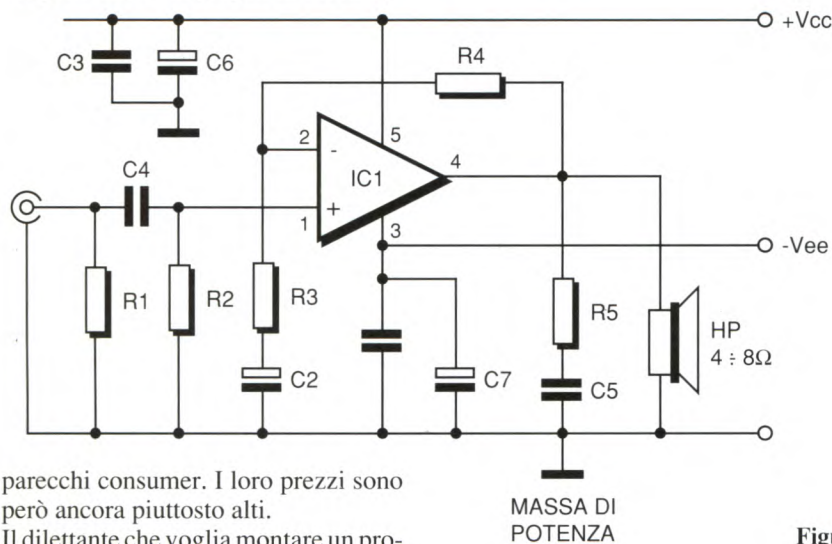 +Vcc
C3
C6
R4
2
-
5
4
IC1
C4
1
+
3
-Vee
R1
R2
R3
R5
HP
4 ÷ 8Ω
C2
C7
C5
parecchi consumer. I loro prezzi sono
però ancora piuttosto alti.
Il dilettante che voglia montare un pro-
MASSA DI
POTENZA
Figu